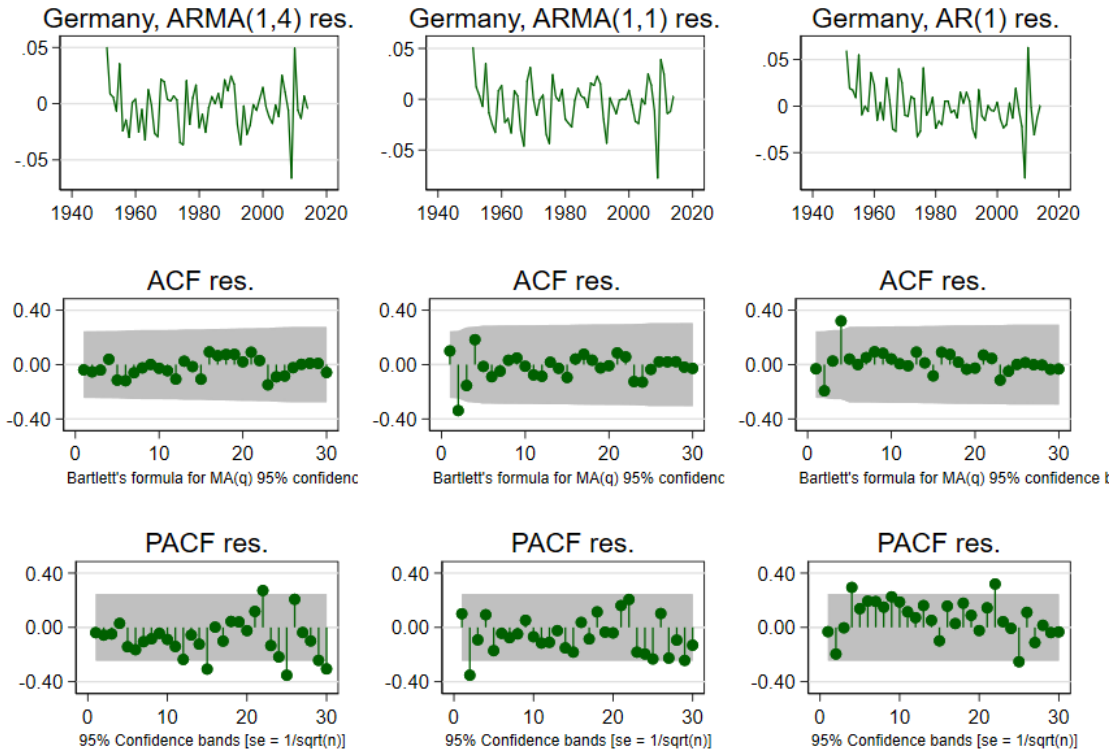 Germany, ARMA(1,4) res.
Germany, ARMA(1,1) res.
Germany, AR(1) res.
.05
0
-.05
1940 1960 1980 2000 2020
.05
0
-.05
1940 1960 1980 2000 2020
.05
0
-.05
1940 1960 1980 2000 2020
ACF res.
ACF res.
ACF res.
0.40
0.00
-0.40
0 10 20 30
Bartlett's formula for MA(q) 95% confidenc
0.40
0.00
-0.40
0 10 20 30
Bartlett's formula for MA(q) 95% confidenc
0.40
0.00
-0.40
0 10 20 30
Bartlett's formula for MA(q) 95% confidence b
PACF res.
PACF res.
PACF res.
0.40
0.00
-0.40
0 10 20 30
95% Confidence bands [se = 1/sqrt(n)]
0.40
0.00
-0.40
0 10 20 30
95% Confidence bands [se = 1/sqrt(n)]
0.40
0.00
-0.40
0 10 20 30
95% Confidence bands [se = 1/sqrt(n)]